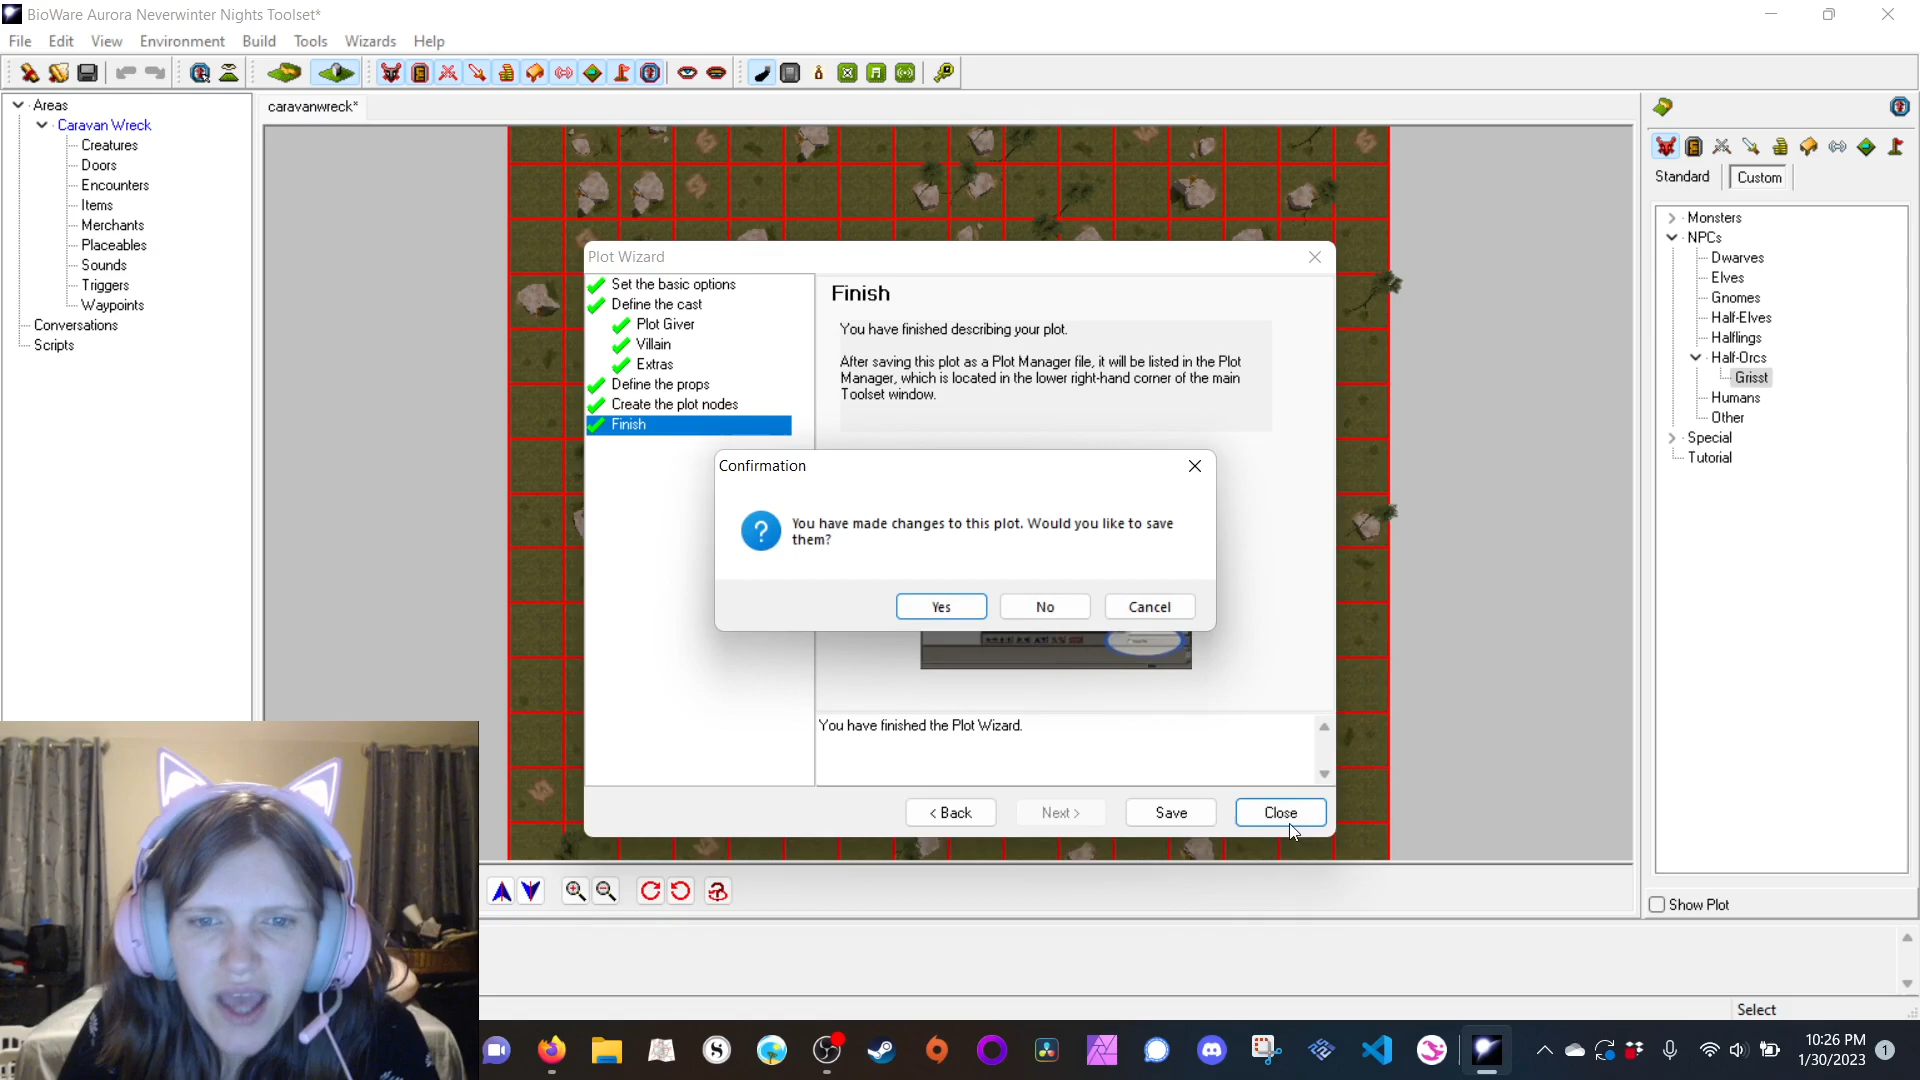 BioWare Aurora Neverwinter Nights Toolset*
File Edit View Environment Build Tools Wizards Help
Areas
Caravan Wreck
Creatures
Doors
Encounters
Items
Merchants
Placeables
Sounds
Triggers
Waypoints
Conversations
Scripts
caravanwreck*
Plot Wizard
Set the basic options
Define the cast
Plot Giver
Villain
Extras
Define the props
Create the plot nodes
Finish
Finish
You have finished describing your plot.
After saving this plot as a Plot Manager file, it will be listed in the Plot
Manager, which is located in the lower right-hand corner of the main
Toolset window.
Confirmation
You have made changes to this plot. Would you like to save
them?
Yes No Cancel
You have finished the Plot Wizard.
< Back Next > Save Close
Standard Custom
Monsters
NPCs
Dwarves
Elves
Gnomes
Half-Elves
Halflings
Half-Orcs
Grisst
Humans
Other
Special
Tutorial
Show Plot
Select
10:26 PM
1/30/2023
1